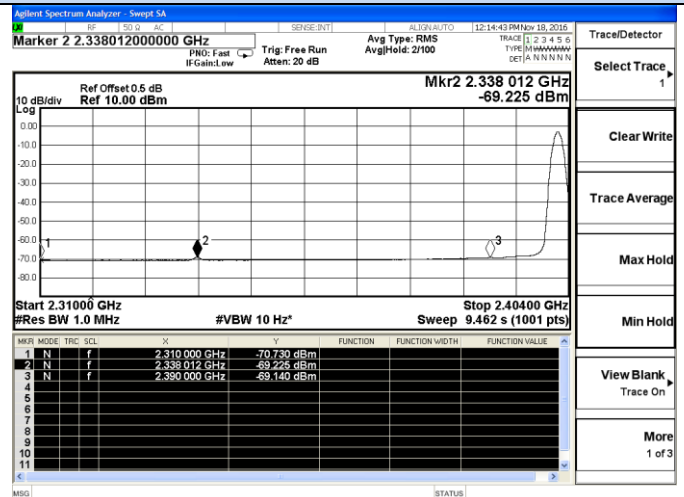 Agilent Spectrum Analyzer - Swept SA
RF 50 Ω AC SENSE:INT ALIGN AUTO 12:14:43 PM Nov 18, 2016
Marker 2 2.338012000000 GHz
PNO: Fast
IFGain:Low
Trig: Free Run
Atten: 20 dB
Avg Type: RMS
Avg|Hold: 2/100
TRACE 1 2 3 4 5 6
TYPE M WWWWW
DET A N N N N N
Ref Offset 0.5 dB
10 dB/div Ref 10.00 dBm
Log
Mkr2 2.338 012 GHz
-69.225 dBm
0.00
-10.0
-20.0
-30.0
-40.0
-50.0
-60.0
-70.0
-80.0
1
2
3
Start 2.31000 GHz Stop 2.40400 GHz
#Res BW 1.0 MHz #VBW 10 Hz* Sweep 9.462 s (1001 pts)
MKR MODE TRC SCL X Y FUNCTION FUNCTION WIDTH FUNCTION VALUE
1 N f 2.310 000 GHz -70.730 dBm
2 N f 2.338 012 GHz -69.225 dBm
3 N f 2.390 000 GHz -69.140 dBm
4
5
6
7
8
9
10
11
MSG STATUS
Trace/Detector
Select Trace
1
Clear Write
Trace Average
Max Hold
Min Hold
View Blank
Trace On
More
1 of 3